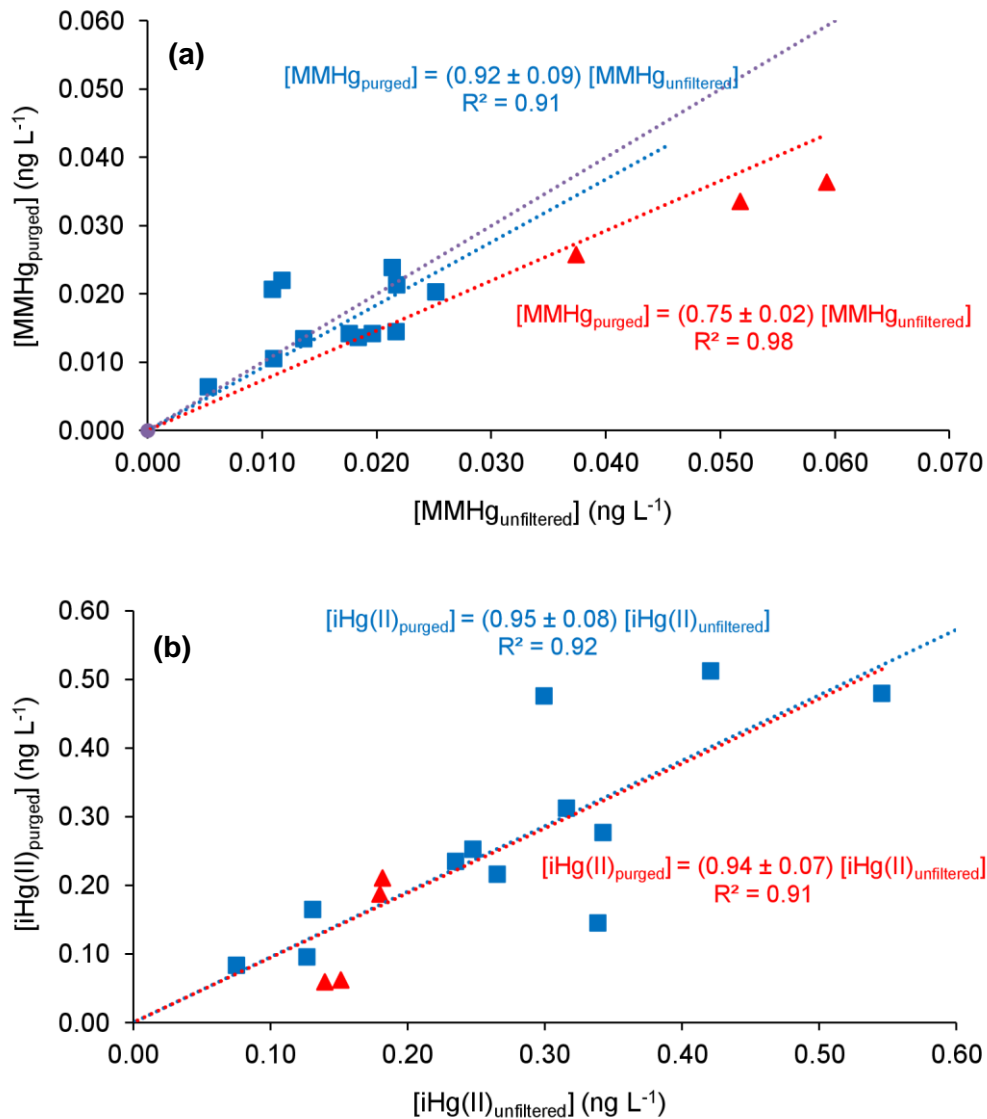 (a)
[MMHgpurged] = (0.92 ± 0.09) [MMHgunfiltered]
R² = 0.91
[MMHgpurged] = (0.75 ± 0.02) [MMHgunfiltered]
R² = 0.98
[MMHgpurged] (ng L-1)
0.060
0.050
0.040
0.030
0.020
0.010
0.000
0.000 0.010 0.020 0.030 0.040 0.050 0.060 0.070
[MMHgunfiltered] (ng L-1)
(b)
[iHg(II)purged] = (0.95 ± 0.08) [iHg(II)unfiltered]
R² = 0.92
[iHg(II)purged] = (0.94 ± 0.07) [iHg(II)unfiltered]
R² = 0.91
[iHg(II)purged] (ng L-1)
0.60
0.50
0.40
0.30
0.20
0.10
0.00
0.00 0.10 0.20 0.30 0.40 0.50 0.60
[iHg(II)unfiltered] (ng L-1)